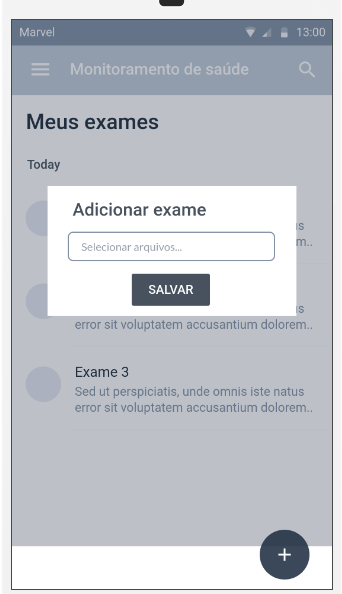 Marvel 13:00
Monitoramento de saúde
Meus exames
Today
Adicionar exame
Selecionar arquivos...
SALVAR
error sit voluptatem accusantium dolorem..
Exame 3
Sed ut perspiciatis, unde omnis iste natus
error sit voluptatem accusantium dolorem..
+